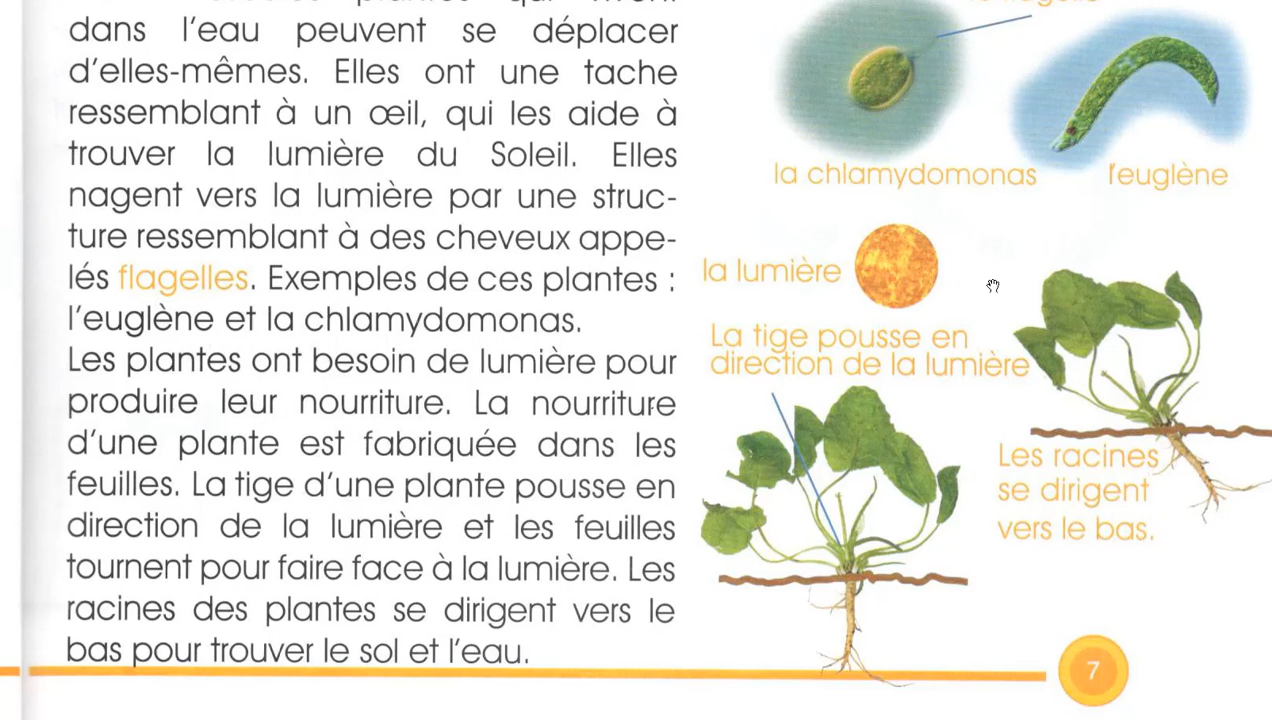 plantes qui vivent
dans l'eau peuvent se déplacer
d'elles-mêmes. Elles ont une tache
ressemblant à un œil, qui les aide à
trouver la lumière du Soleil. Elles
nagent vers la lumière par une struc-
ture ressemblant à des cheveux appe-
lés flagelles. Exemples de ces plantes :
l'euglène et la chlamydomonas.
Les plantes ont besoin de lumière pour
produire leur nourriture. La nourriture
d'une plante est fabriquée dans les
feuilles. La tige d'une plante pousse en
direction de la lumière et les feuilles
tournent pour faire face à la lumière. Les
racines des plantes se dirigent vers le
bas pour trouver le sol et l'eau.
le flagelle
la chlamydomonas
l'euglène
la lumière
La tige pousse en
direction de la lumière
Les racines
se dirigent
vers le bas.
7